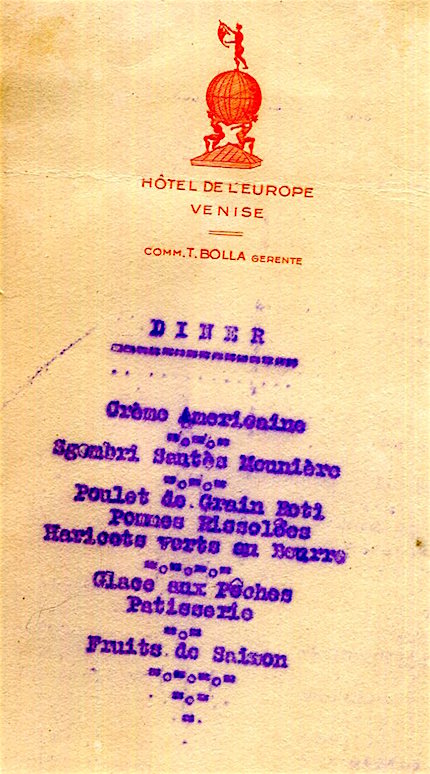 HÔTEL DE L'EUROPE
VENISE
COMM. T. BOLLA GERENTE
DINER
Crème Americaine
Sgombri Sautès Meunière
Poulet de Grain Roti
Pommes Rissolées
Haricots verts au Beurre
Glace aux Pêches
Patisserie
Fruits de Saison